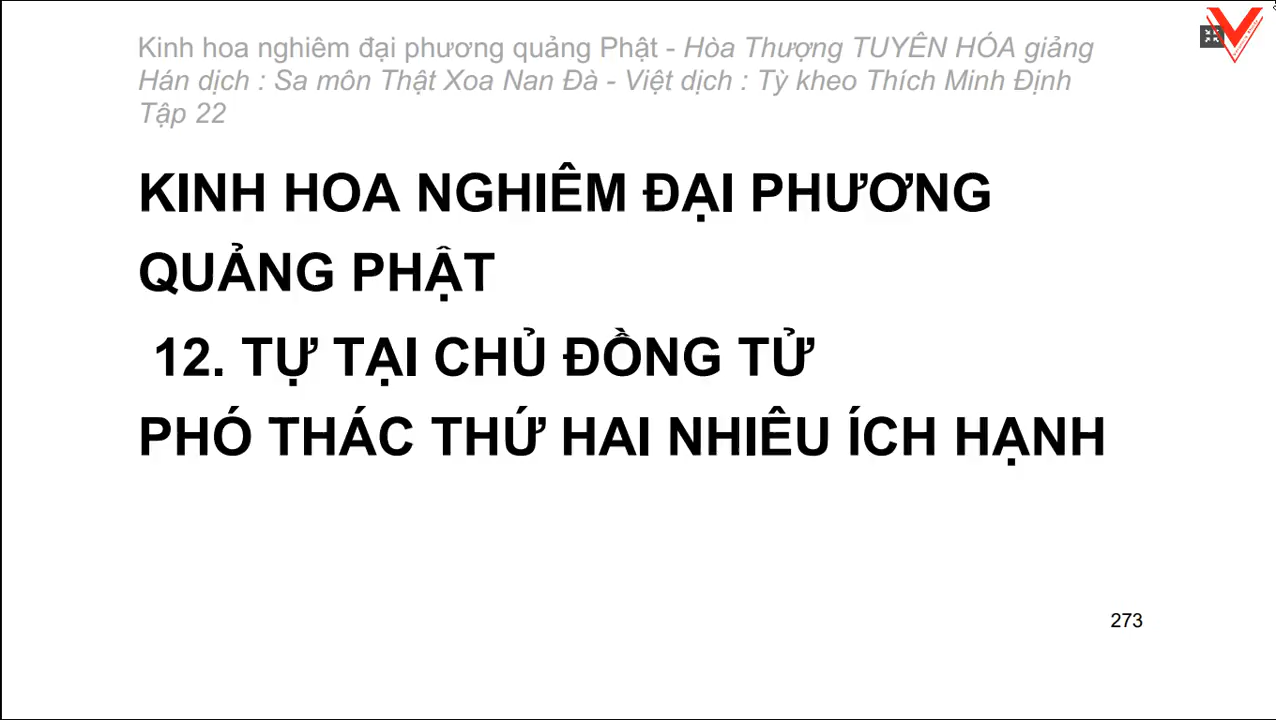 Kinh hoa nghiêm đại phương quảng Phật - Hòa Thượng TUYÊN HÓA giảng
Hán dịch : Sa môn Thật Xoa Nan Đà - Việt dịch : Tỳ kheo Thích Minh Định
Tập 22
KINH HOA NGHIÊM ĐẠI PHƯƠNG
QUẢNG PHẬT
12. TỰ TẠI CHỦ ĐỒNG TỬ
PHÓ THÁC THỨ HAI NHIÊU ÍCH HẠNH
273